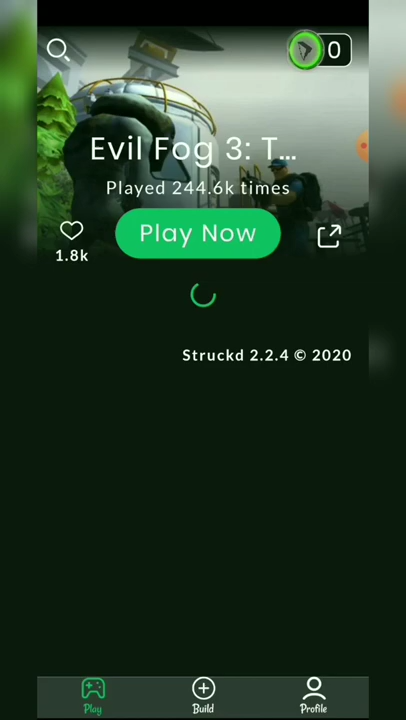 0
Evil Fog 3: T...
Played 244.6k times
Play Now
1.8k
Struckd 2.2.4 © 2020
Play
Build
Profile